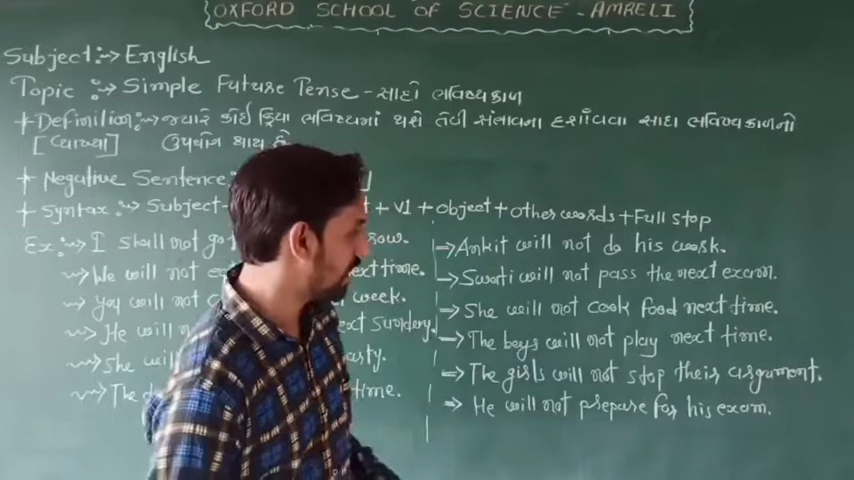 OXFORD SCHOOL OF SCIENCE - AMRELI
Subject :→ English
Topic :→ Simple Future Tense - સાદો ભવિષ્યકાળ
+ Definition :→ જ્યારે કોઈ ક્રિયા ભવિષ્યમાં થશે તેવી સંભાવના દર્શાવવા સાદા ભવિષ્યકાળનો
[વ્યાખ્યા] ઉપયોગ થાય છે
+ Negative Sentence :
+ Syntax :→ Subject + V1 + object + other words + Full stop
Ex :→ I shall not
→ We will not next time.
→ You will not week.
→ He will not next Sunday.
→ She
→ The time.
⇒ Ankit will not do his work.
⇒ Swati will not pass the next exam.
⇒ She will not cook food next time.
⇒ The boys will not play next time.
⇒ The girls will not stop their argument.
⇒ He will not prepare for his exam.